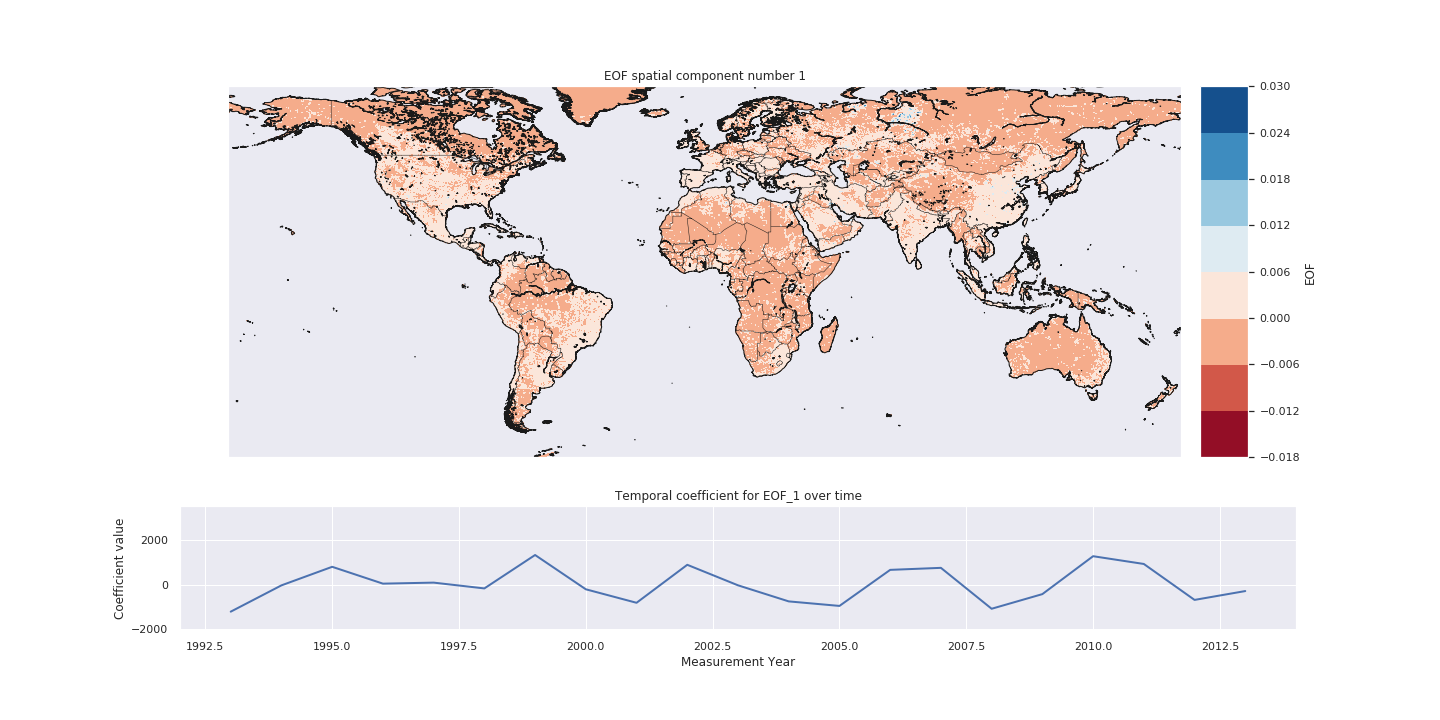 EOF spatial component number 1
0.030
0.024
0.018
0.012
0.006
0.000
−0.006
−0.012
−0.018
EOF
Temporal coefficient for EOF_1 over time
Coefficient value
2000
0
−2000
1992.5 1995.0 1997.5 2000.0 2002.5 2005.0 2007.5 2010.0 2012.5
Measurement Year